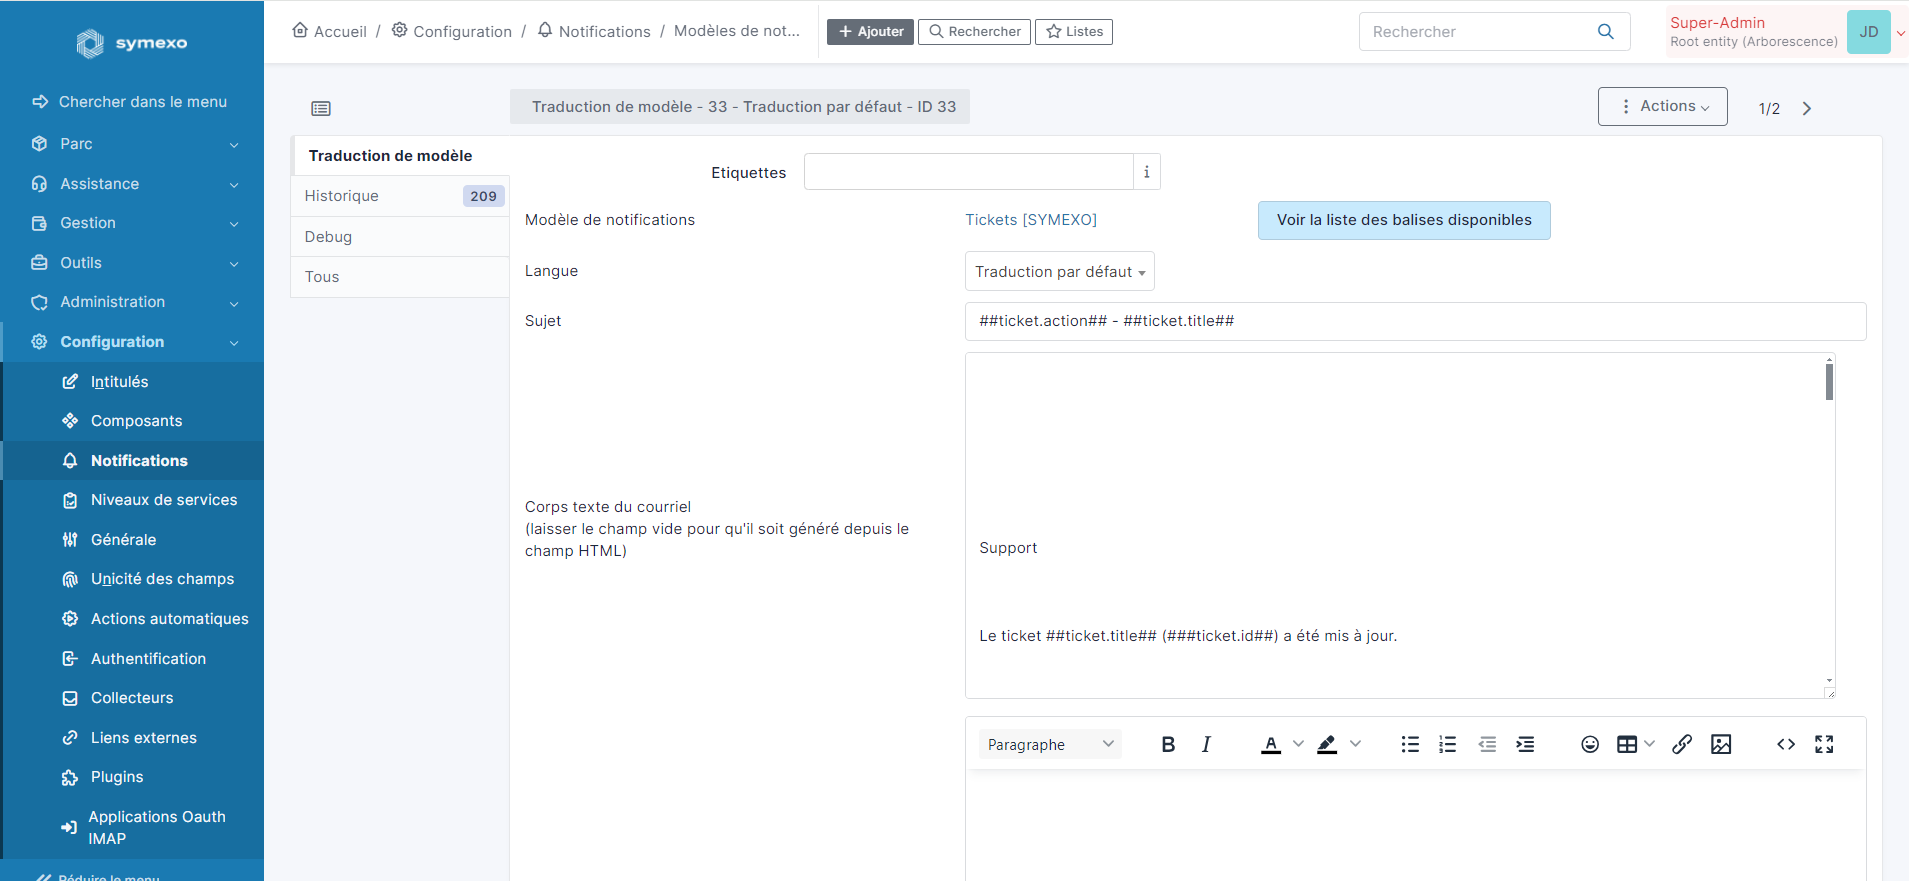 symexo
Chercher dans le menu
Parc
Assistance
Gestion
Outils
Administration
Configuration
Intitulés
Composants
Notifications
Niveaux de services
Générale
Unicité des champs
Actions automatiques
Authentification
Collecteurs
Liens externes
Plugins
Applications Oauth
IMAP
Réduire le menu
Accueil / Configuration / Notifications / Modèles de not...
Ajouter
Rechercher
Listes
Rechercher
Super-Admin
Root entity (Arborescence)
JD
Traduction de modèle - 33 - Traduction par défaut - ID 33
Actions
1/2
Traduction de modèle
Historique 209
Debug
Tous
Etiquettes
i
Modèle de notifications
Tickets [SYMEXO]
Voir la liste des balises disponibles
Langue
Traduction par défaut
Sujet
##ticket.action## - ##ticket.title##
Corps texte du courriel
(laisser le champ vide pour qu'il soit généré depuis le
champ HTML)
Support
Le ticket ##ticket.title## (###ticket.id##) a été mis à jour.
Paragraphe
B I A